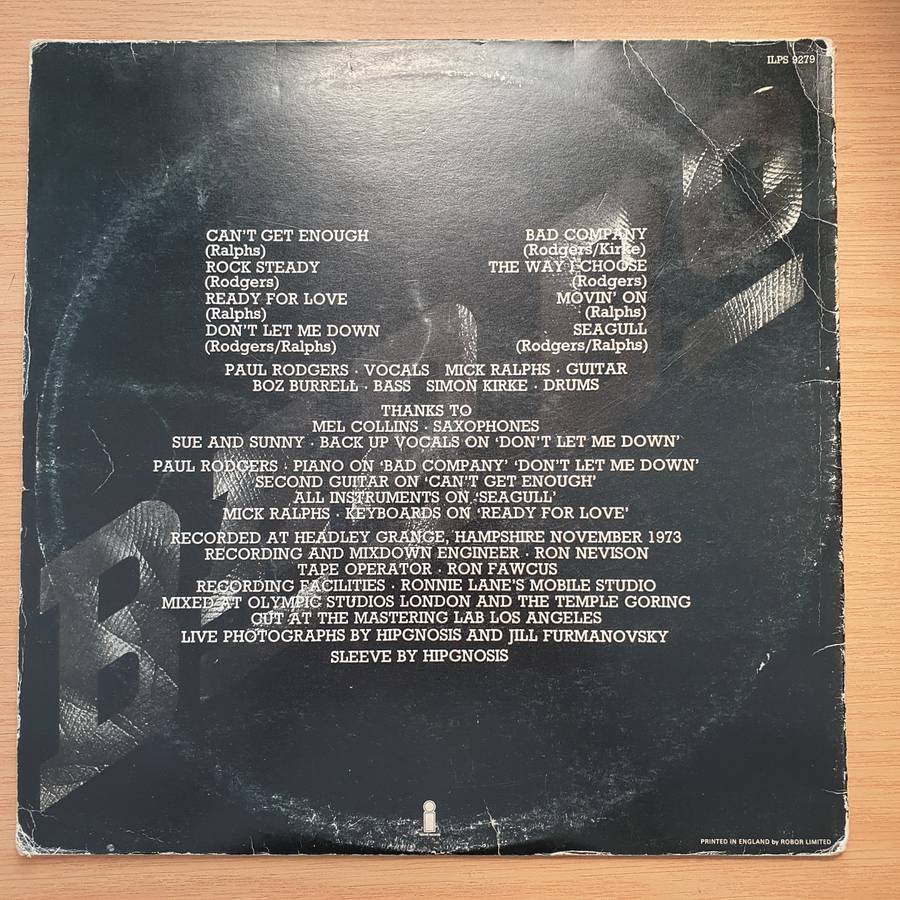 ILPS 9279
CAN'T GET ENOUGH
(Ralphs)
ROCK STEADY
(Rodgers)
READY FOR LOVE
(Ralphs)
DON'T LET ME DOWN
(Rodgers/Ralphs)
BAD COMPANY
(Rodgers/Kirke)
THE WAY I CHOOSE
(Rodgers)
MOVIN' ON
(Ralphs)
SEAGULL
(Rodgers/Ralphs)
PAUL RODGERS · VOCALS MICK RALPHS · GUITAR
BOZ BURRELL · BASS SIMON KIRKE · DRUMS
THANKS TO
MEL COLLINS · SAXOPHONES
SUE AND SUNNY · BACK UP VOCALS ON 'DON'T LET ME DOWN'
PAUL RODGERS · PIANO ON 'BAD COMPANY' 'DON'T LET ME DOWN'
SECOND GUITAR ON 'CAN'T GET ENOUGH'
ALL INSTRUMENTS ON 'SEAGULL'
MICK RALPHS · KEYBOARDS ON 'READY FOR LOVE'
RECORDED AT HEADLEY GRANGE, HAMPSHIRE NOVEMBER 1973
RECORDING AND MIXDOWN ENGINEER · RON NEVISON
TAPE OPERATOR · RON FAWCUS
RECORDING FACILITIES · RONNIE LANE'S MOBILE STUDIO
MIXED AT OLYMPIC STUDIOS LONDON AND THE TEMPLE GORING
CUT AT THE MASTERING LAB LOS ANGELES
LIVE PHOTOGRAPHS BY HIPGNOSIS AND JILL FURMANOVSKY
SLEEVE BY HIPGNOSIS
i
PRINTED IN ENGLAND by ROBOR LIMITED